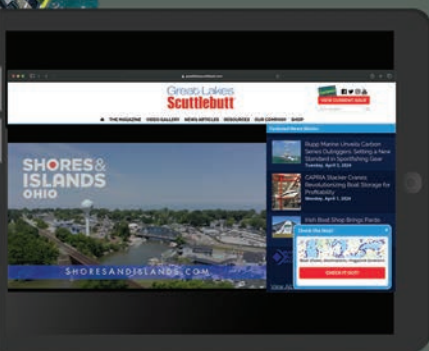 Great Lakes
Scuttlebutt
VIEW CURRENT ISSUE
THE MAGAZINE VIDEO GALLERY NEWS ARTICLES RESOURCES OUR COMPANY SHOP
Featured News Stories
SHORES &
ISLANDS
OHIO
SHORESANDISLANDS.COM
Rupp Marine Unveils Carbon
Series Outriggers: Setting a New
Standard in Sportfishing Gear
Tuesday, April 2, 2024
CAPRIA Stacker Cranes:
Revolutionizing Boat Storage for
Profitability
Monday, April 1, 2024
Irish Boat Shop Brings Pardo
Check the Map!
CHECK IT OUT!
View All